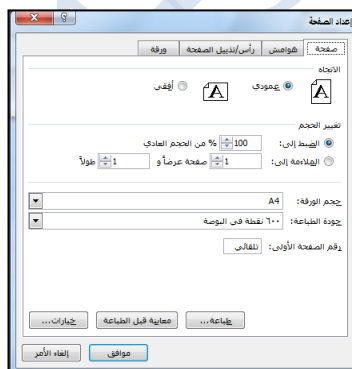 إعداد الصفحة
صفحة هوامش رأس/تذييل الصفحة ورقة
الاتجاه
عمودي أفقي
تغيير الحجم
الضبط إلى: 100 % من الحجم العادي
الملاءمة إلى: 1 صفحة عرضاً و 1 طولاً
حجم الورقة: A4
جودة الطباعة: ٦٠٠ نقطة في البوصة
رقم الصفحة الأولى: تلقائي
طباعة... معاينة قبل الطباعة خيارات...
موافق إلغاء الأمر